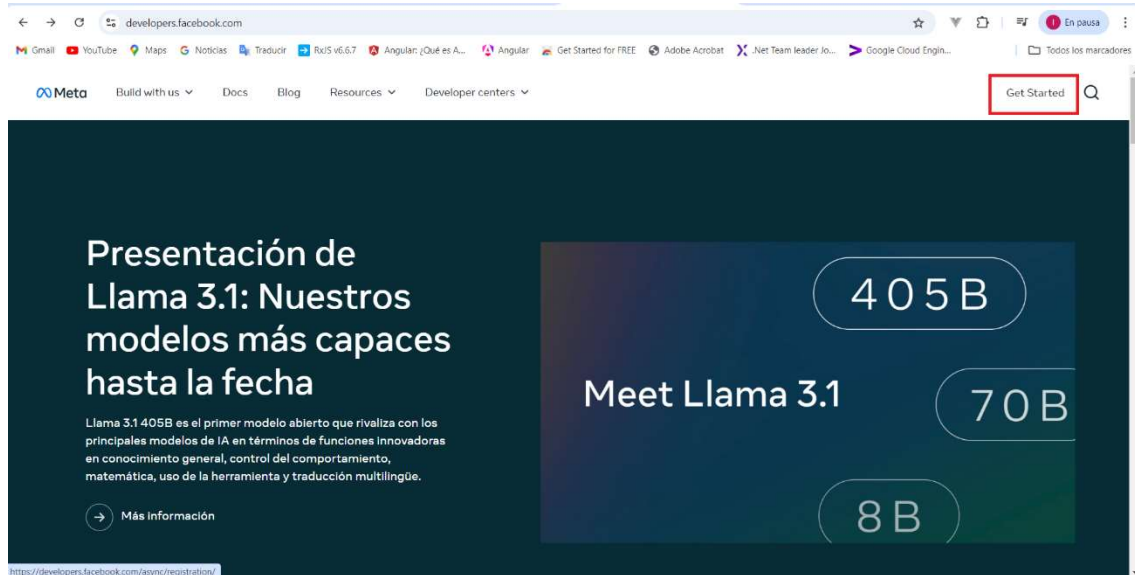 developers.facebook.com
En pausa
Gmail YouTube Maps Noticias Traducir RxJS v6.6.7 Angular: ¿Qué es A... Angular Get Started for FREE Adobe Acrobat .Net Team leader Jo... Google Cloud Engin... Todos los marcadores
Meta Build with us Docs Blog Resources Developer centers Get Started
Presentación de
Llama 3.1: Nuestros
modelos más capaces
hasta la fecha
Llama 3.1 405B es el primer modelo abierto que rivaliza con los
principales modelos de IA en términos de funciones innovadoras
en conocimiento general, control del comportamiento,
matemática, uso de la herramienta y traducción multilingüe.
Más información
405B
Meet Llama 3.1
70B
8B
https://developers.facebook.com/async/registration/